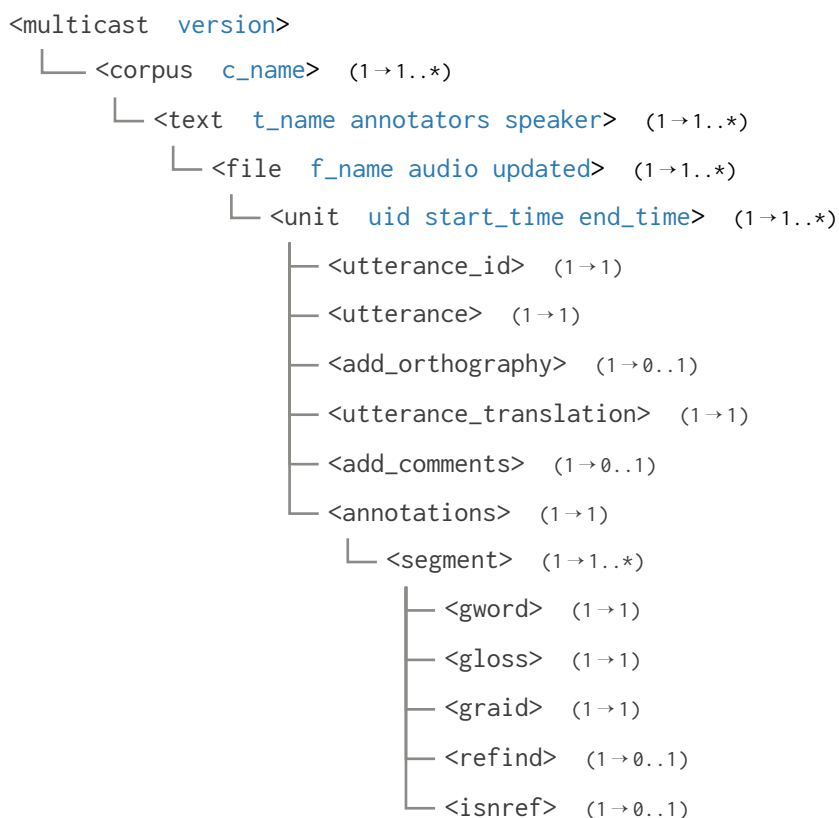 <multicast version>
<corpus c_name> (1→1..*)
<text t_name annotators speaker> (1→1..*)
<file f_name audio updated> (1→1..*)
<unit uid start_time end_time> (1→1..*)
<utterance_id> (1→1)
<utterance> (1→1)
<add_orthography> (1→0..1)
<utterance_translation> (1→1)
<add_comments> (1→0..1)
<annotations> (1→1)
<segment> (1→1..*)
<gword> (1→1)
<gloss> (1→1)
<graid> (1→1)
<refind> (1→0..1)
<isnref> (1→0..1)